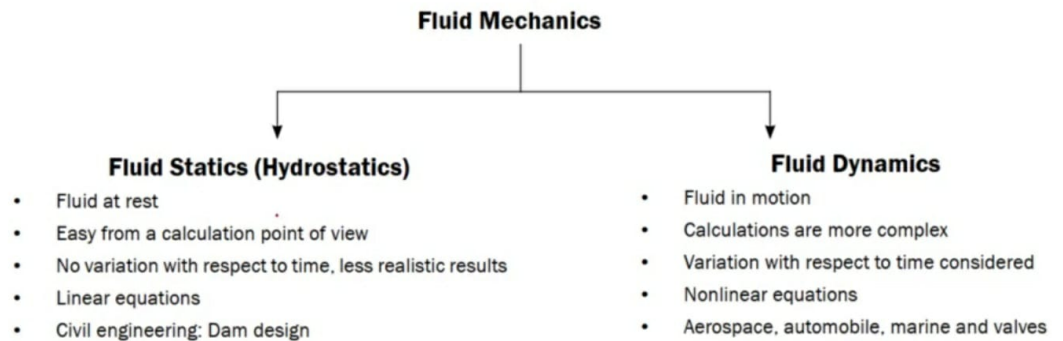 Fluid Mechanics
Fluid Statics (Hydrostatics)
• Fluid at rest
• Easy from a calculation point of view
• No variation with respect to time, less realistic results
• Linear equations
• Civil engineering: Dam design
Fluid Dynamics
• Fluid in motion
• Calculations are more complex
• Variation with respect to time considered
• Nonlinear equations
• Aerospace, automobile, marine and valves